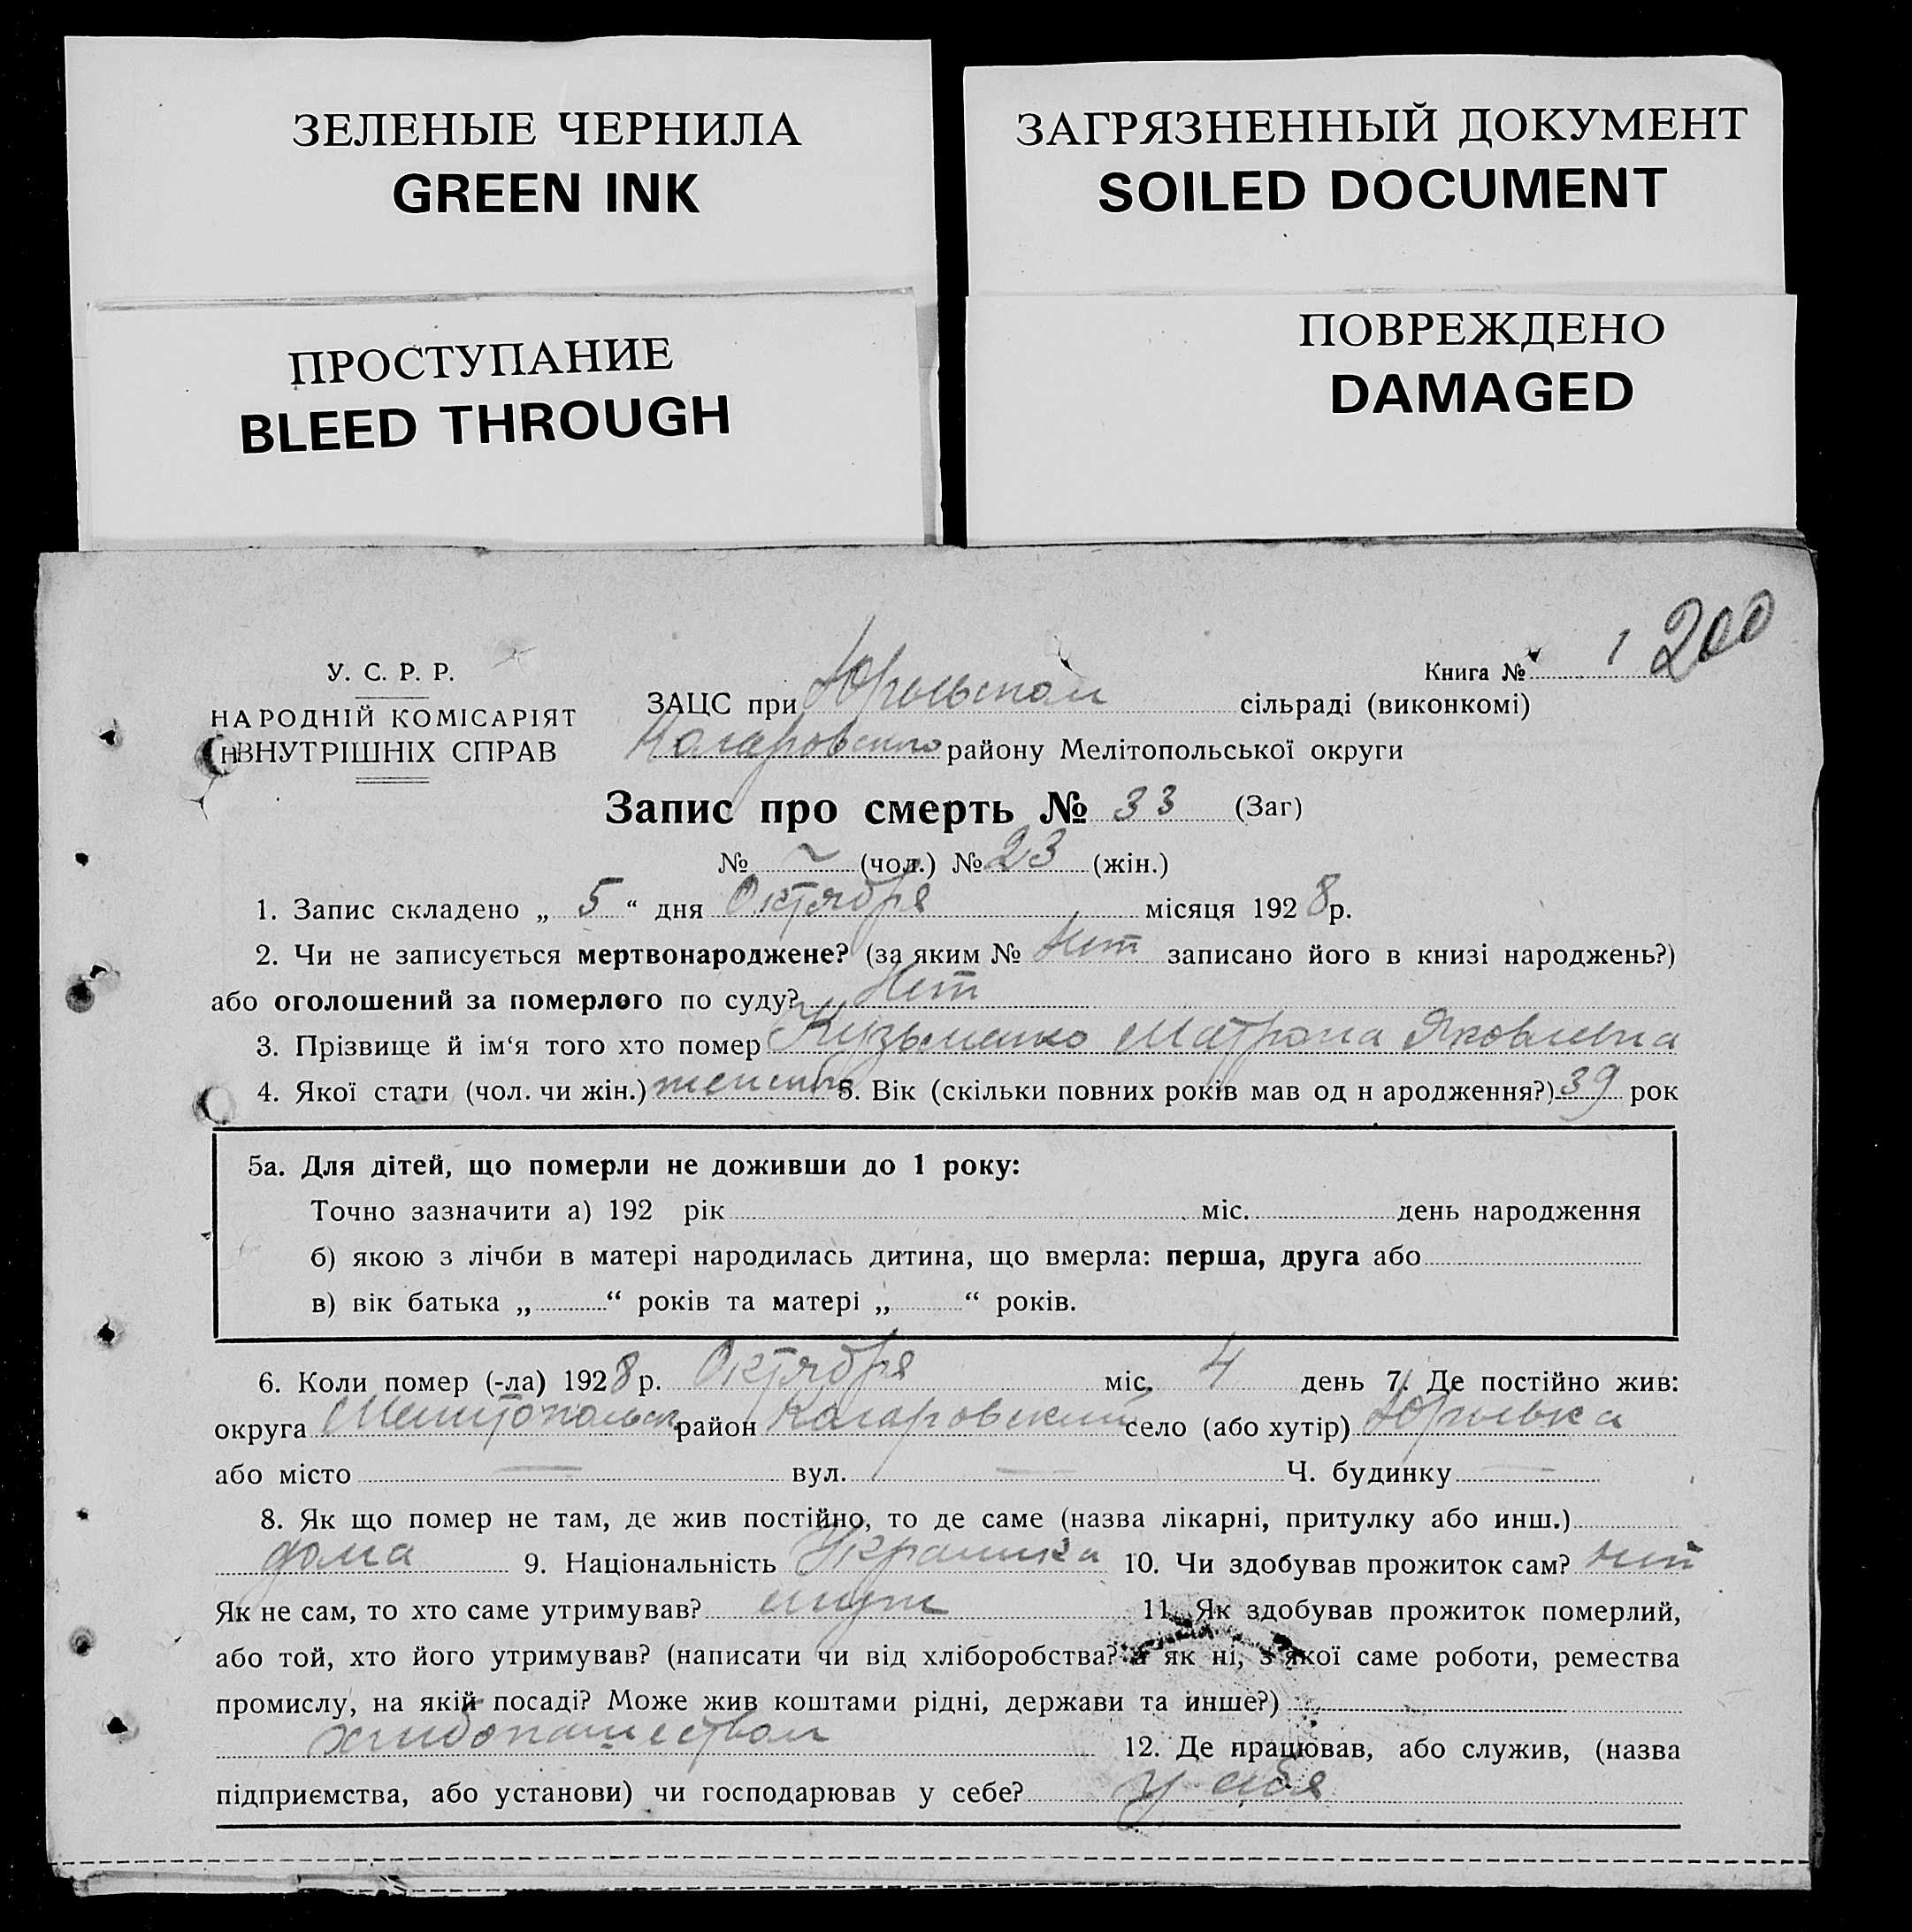 ЗЕЛЕНЫЕ ЧЕРНИЛА
GREEN INK
ЗАГРЯЗНЕННЫЙ ДОКУМЕНТ
SOILED DOCUMENT
ПРОСТУПАНИЕ
BLEED THROUGH
ПОВРЕЖДЕНО
DAMAGED
Книга № 1 200
У. С. Р. Р.
НАРОДНІЙ КОМІСАРІЯТ
ВНУТРІШНІХ СПРАВ
ЗАЦС при сільраді (виконкомі)
району Мелітопольської округи
Запис про смерть № 33 (Заг)
№ ~ (чол.) № 23 (жін.)
1. Запис складено „ 5 “ дня Октября місяця 1928 р.
2. Чи не записується мертвонароджене? (за яким № Нет записано його в книзі народжень?)
або оголошений за померлого по суду? Нет
3. Прізвище й ім‘я того хто помер Кузьменко Матрона Яковлевна
4. Якої стати (чол. чи жін.) 5. Вік (скільки повних років мав од н ародження?) 39 рок
5а. Для дітей, що померли не доживши до 1 року:
Точно зазначити а) 192 рік міс. день народження
б) якою з лічби в матері народилась дитина, що вмерла: перша, друга або
в) вік батька „ “ років та матері „ “ років.
6. Коли помер (-ла) 1928 р. Октября міс. 4 день 7. Де постійно жив:
округа район село (або хутір) Юрьевка
або місто — вул. — Ч. будинку —
8. Як що помер не там, де жив постійно, то де саме (назва лікарні, притулку або инш.)
дома 9. Національність Украинка 10. Чи здобував прожиток сам? Нет
Як не сам, то хто саме утримував? муж 11. Як здобував прожиток померлий,
або той, хто його утримував? (написати чи від хліборобства? а як ні, з якої саме роботи, ремества
промислу, на якій посаді? Може жив коштами рідні, держави та инше?)
хлебопашеством 12. Де працював, або служив, (назва
підприємства, або установи) чи господарював у себе? у себя